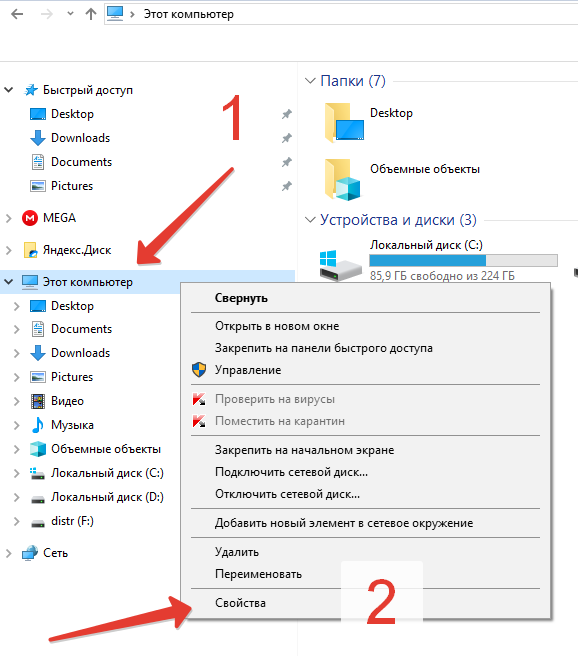 Этот компьютер
Быстрый доступ
Desktop
Downloads
Documents
Pictures
MEGA
Яндекс.Диск
Этот компьютер
Desktop
Documents
Downloads
Pictures
Видео
Музыка
Объемные объекты
Локальный диск (C:)
Локальный диск (D:)
distr (F:)
Сеть
1
Папки (7)
Desktop
Объемные объекты
Устройства и диски (3)
Локальный диск (C:)
85,9 ГБ свободно из 224 ГБ
Свернуть
Открыть в новом окне
Закрепить на панели быстрого доступа
Управление
Проверить на вирусы
Поместить на карантин
Закрепить на начальном экране
Подключить сетевой диск...
Отключить сетевой диск...
Добавить новый элемент в сетевое окружение
Удалить
Переименовать
Свойства
2